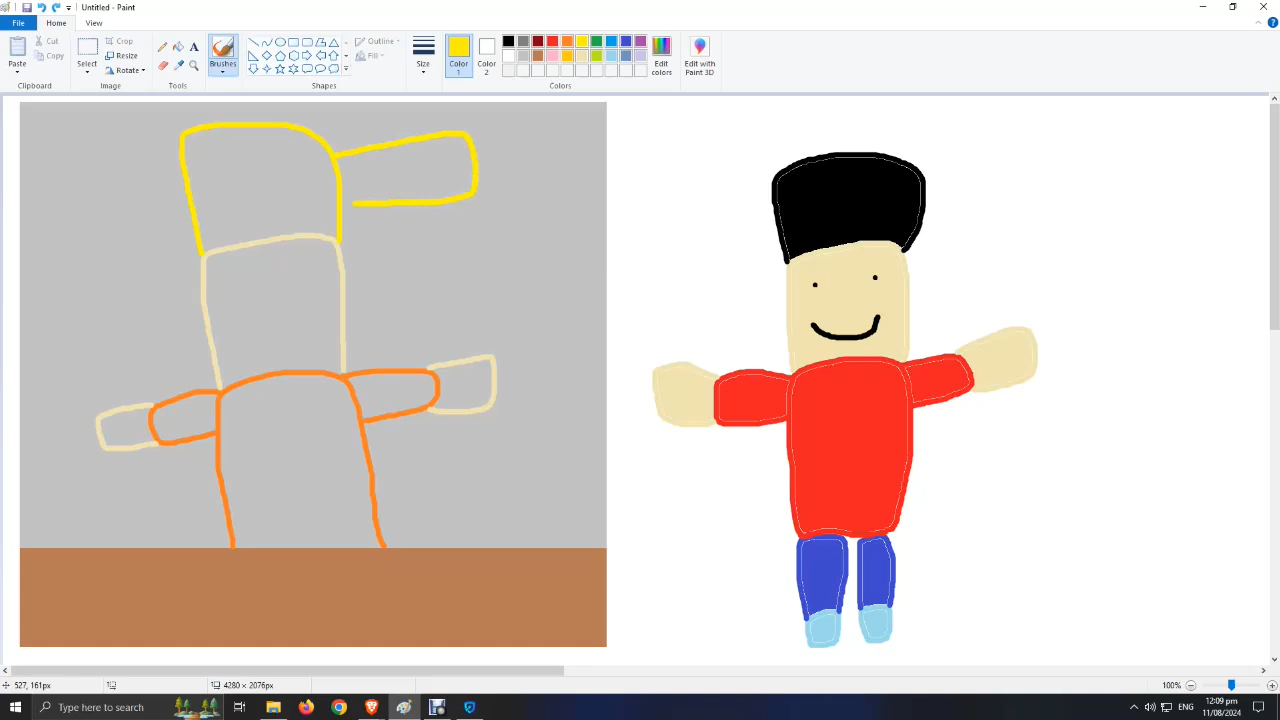 Untitled - Paint
File Home View
Paste
Cut
Copy
Clipboard
Select
Crop
Resize
Rotate
Image
A
Tools
Brushes
Outline
Fill
Shapes
Size
Color 1
Color 2
Edit colors
Colors
Edit with Paint 3D
527, 161px
4280 × 2076px
100%
Type here to search
ENG
12:09 pm
11/08/2024